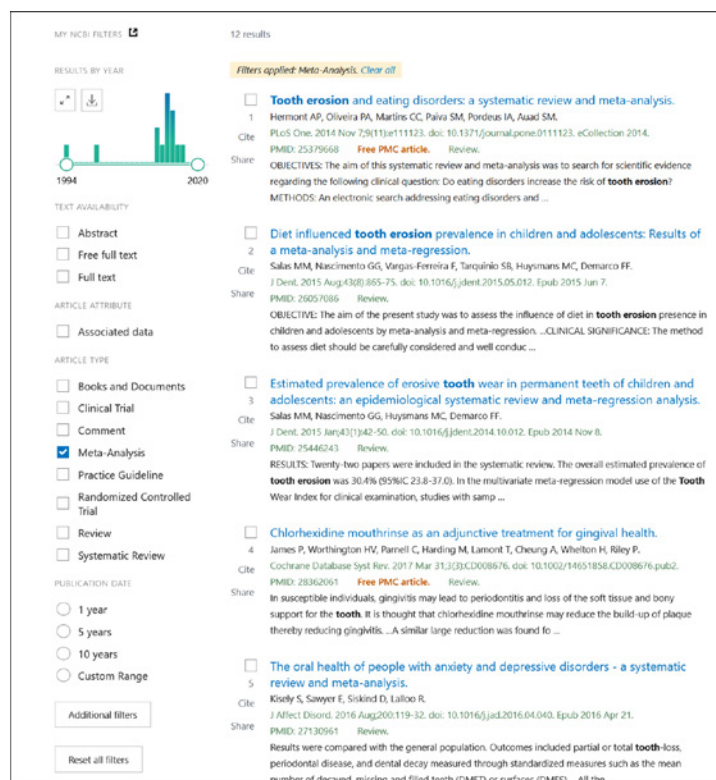 MY NCBI FILTERS
12 results
RESULTS BY YEAR
1994
2020
TEXT AVAILABILITY
Abstract
Free full text
Full text
ARTICLE ATTRIBUTE
Associated data
ARTICLE TYPE
Books and Documents
Clinical Trial
Comment
Meta-Analysis
Practice Guideline
Randomized Controlled
Trial
Review
Systematic Review
PUBLICATION DATE
1 year
5 years
10 years
Custom Range
Additional filters
Reset all filters
Filters applied: Meta-Analysis. Clear all
Tooth erosion and eating disorders: a systematic review and meta-analysis.
1
Cite
Share
Hermont AP, Oliveira PA, Martins CC, Paiva SM, Pordeus IA, Auad SM.
PLoS One. 2014 Nov 7;9(11):e111123. doi: 10.1371/journal.pone.0111123. eCollection 2014.
PMID: 25379668 Free PMC article. Review.
OBJECTIVES: The aim of this systematic review and meta-analysis was to search for scientific evidence
regarding the following clinical question: Do eating disorders increase the risk of tooth erosion?
METHODS: An electronic search addressing eating disorders and ...
Diet influenced tooth erosion prevalence in children and adolescents: Results of
a meta-analysis and meta-regression.
2
Cite
Share
Salas MM, Nascimento GG, Vargas-Ferreira F, Tarquinio SB, Huysmans MC, Demarco FF.
J Dent. 2015 Aug;43(8):865-75. doi: 10.1016/j.jdent.2015.05.012. Epub 2015 Jun 7.
PMID: 26057086 Review.
OBJECTIVE: The aim of the present study was to assess the influence of diet in tooth erosion presence in
children and adolescents by meta-analysis and meta-regression. ...CLINICAL SIGNIFICANCE: The method
to assess diet should be carefully considered and well conduc ...
Estimated prevalence of erosive tooth wear in permanent teeth of children and
adolescents: an epidemiological systematic review and meta-regression analysis.
3
Cite
Share
Salas MM, Nascimento GG, Huysmans MC, Demarco FF.
J Dent. 2015 Jan;43(1):42-50. doi: 10.1016/j.jdent.2014.10.012. Epub 2014 Nov 8.
PMID: 25446243 Review.
RESULTS: Twenty-two papers were included in the systematic review. The overall estimated prevalence of
tooth erosion was 30.4% (95%IC 23.8-37.0). In the multivariate meta-regression model use of the Tooth
Wear Index for clinical examination, studies with samp ...
Chlorhexidine mouthrinse as an adjunctive treatment for gingival health.
4
Cite
Share
James P, Worthington HV, Parnell C, Harding M, Lamont T, Cheung A, Whelton H, Riley P.
Cochrane Database Syst Rev. 2017 Mar 31;3(3):CD008676. doi: 10.1002/14651858.CD008676.pub2.
PMID: 28362061 Free PMC article. Review.
In susceptible individuals, gingivitis may lead to periodontitis and loss of the soft tissue and bony
support for the tooth. It is thought that chlorhexidine mouthrinse may reduce the build-up of plaque
thereby reducing gingivitis. ...A similar large reduction was found fo ...
The oral health of people with anxiety and depressive disorders - a systematic
review and meta-analysis.
5
Cite
Share
Kisely S, Sawyer E, Siskind D, Lalloo R.
J Affect Disord. 2016 Aug;200:119-32. doi: 10.1016/j.jad.2016.04.040. Epub 2016 Apr 21.
PMID: 27130961 Review.
Results were compared with the general population. Outcomes included partial or total tooth-loss,
periodontal disease, and dental decay measured through standardized measures such as the mean
number of decayed, missing and filled teeth (DMFT) or surfaces (DMFS). ...All the